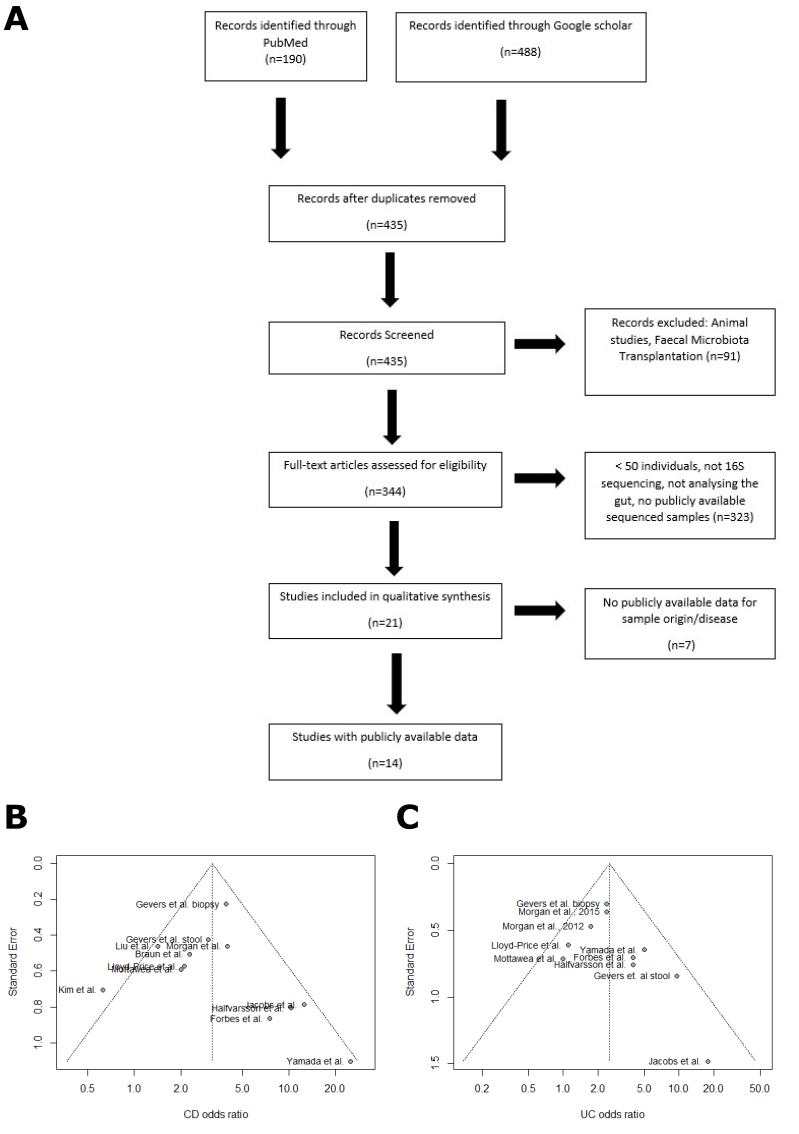 A
Records identified through
PubMed
(n=190)
Records identified through Google scholar
(n=488)
Records after duplicates removed
(n=435)
Records Screened
(n=435)
Records excluded: Animal
studies, Faecal Microbiota
Transplantation (n=91)
Full-text articles assessed for eligibility
(n=344)
< 50 individuals, not 16S
sequencing, not analysing the
gut, no publicly available
sequenced samples (n=323)
Studies included in qualitative synthesis
(n=21)
No publicly available data for
sample origin/disease
(n=7)
Studies with publicly available data
(n=14)
B
Standard Error
0.0
0.2
0.4
0.6
0.8
1.0
Gevers et al. biopsy
Gevers et al. stool
Liu et al.
Morgan et al.
Braun et al.
Lloyd-Price et al.
Mottawea et al.
Kim et al.
Jacobs et al.
Halfvarsson et al.
Forbes et al.
Yamada et al.
0.5 1.0 2.0 5.0 10.0 20.0
CD odds ratio
C
Standard Error
0.0
0.5
1.0
1.5
Gevers et al. biopsy
Morgan et al. 2015
Morgan et al. 2012
Lloyd-Price et al.
Yamada et al.
Mottawea et al.
Forbes et al.
Halfvarsson et al.
Gevers et. al stool
Jacobs et al.
0.2 0.5 1.0 2.0 5.0 10.0 20.0 50.0
UC odds ratio